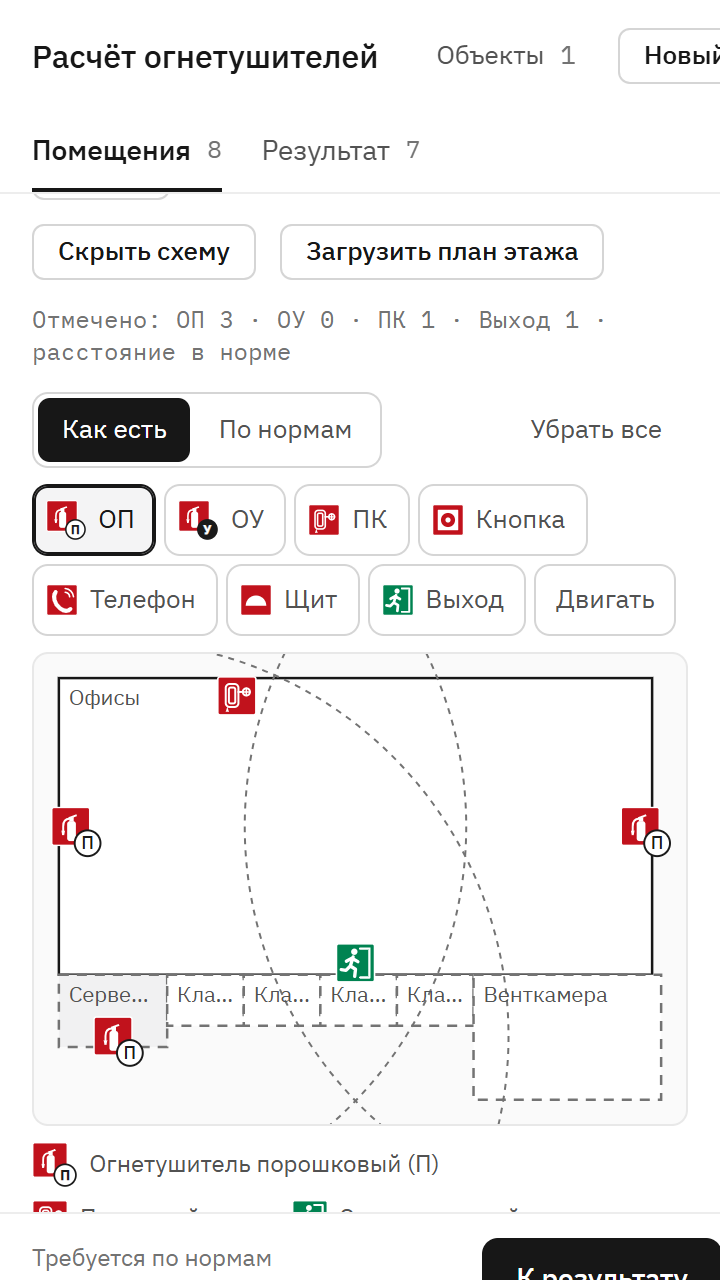 Расчёт огнетушителей
Объекты 1
Новый
Помещения 8
Результат 7
Скрыть схему
Загрузить план этажа
Отмечено: ОП 3 · ОУ 0 · ПК 1 · Выход 1 ·
расстояние в норме
Как есть
По нормам
Убрать все
П ОП
У ОУ
ПК
Кнопка
Телефон
Щит
Выход
Двигать
Офисы
П
П
Серве...
Кла...
Кла...
Кла...
Кла...
Венткамера
П
П Огнетушитель порошковый (П)
Требуется по нормам
К результату